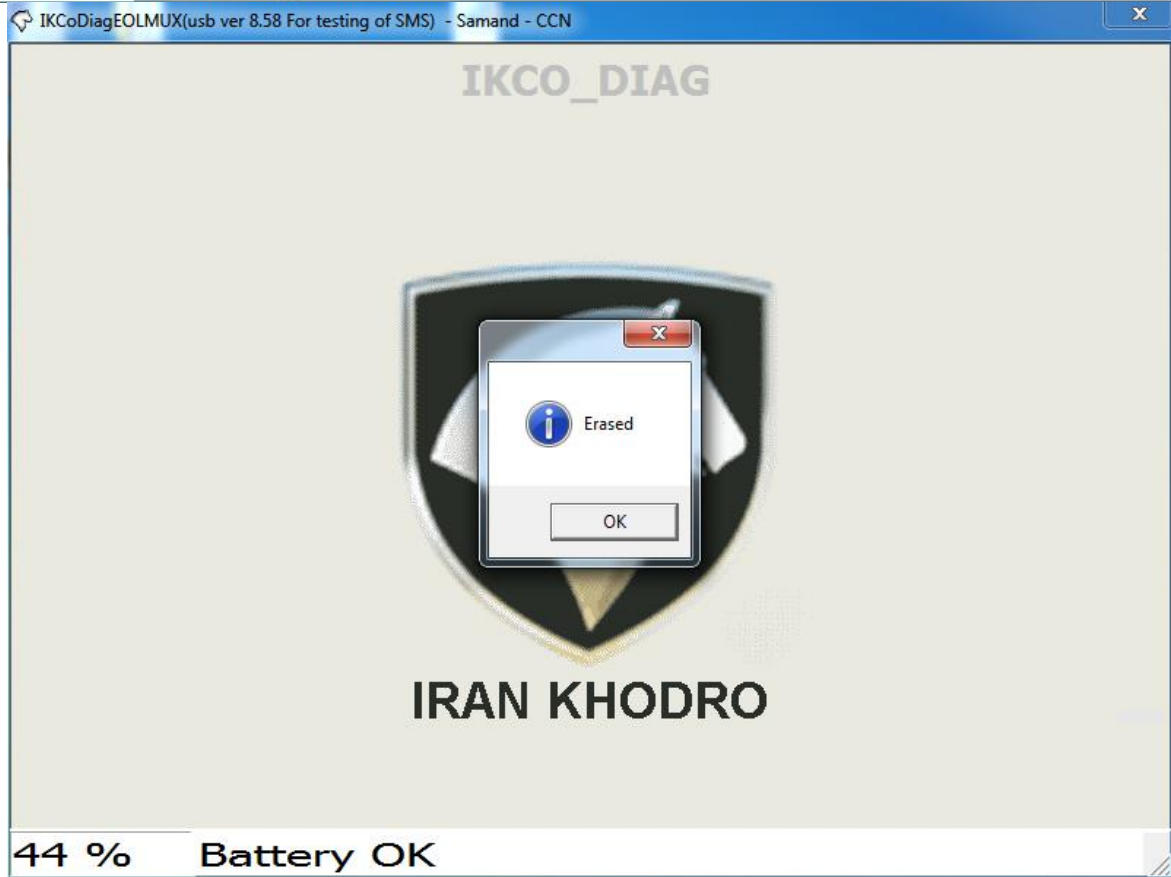 IKCoDiagEOLMUX(usb ver 8.58 For testing of SMS) - Samand - CCN
IKCO_DIAG
Erased
OK
IRAN KHODRO
44 % Battery OK